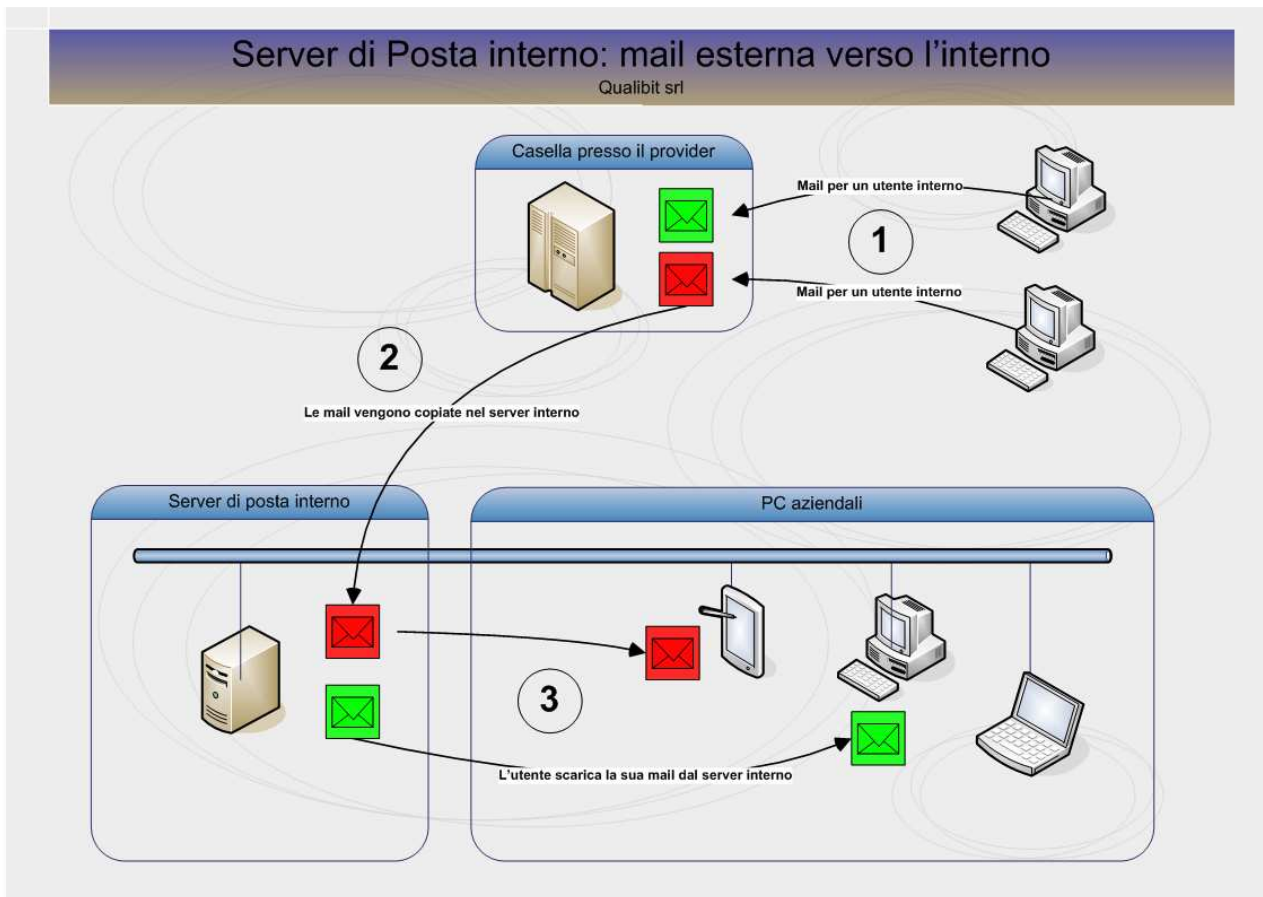 Server di Posta interno: mail esterna verso l'interno
Qualibit srl
Casella presso il provider
Mail per un utente interno
1
Mail per un utente interno
2
Le mail vengono copiate nel server interno
Server di posta interno
PC aziendali
3
L'utente scarica la sua mail dal server interno